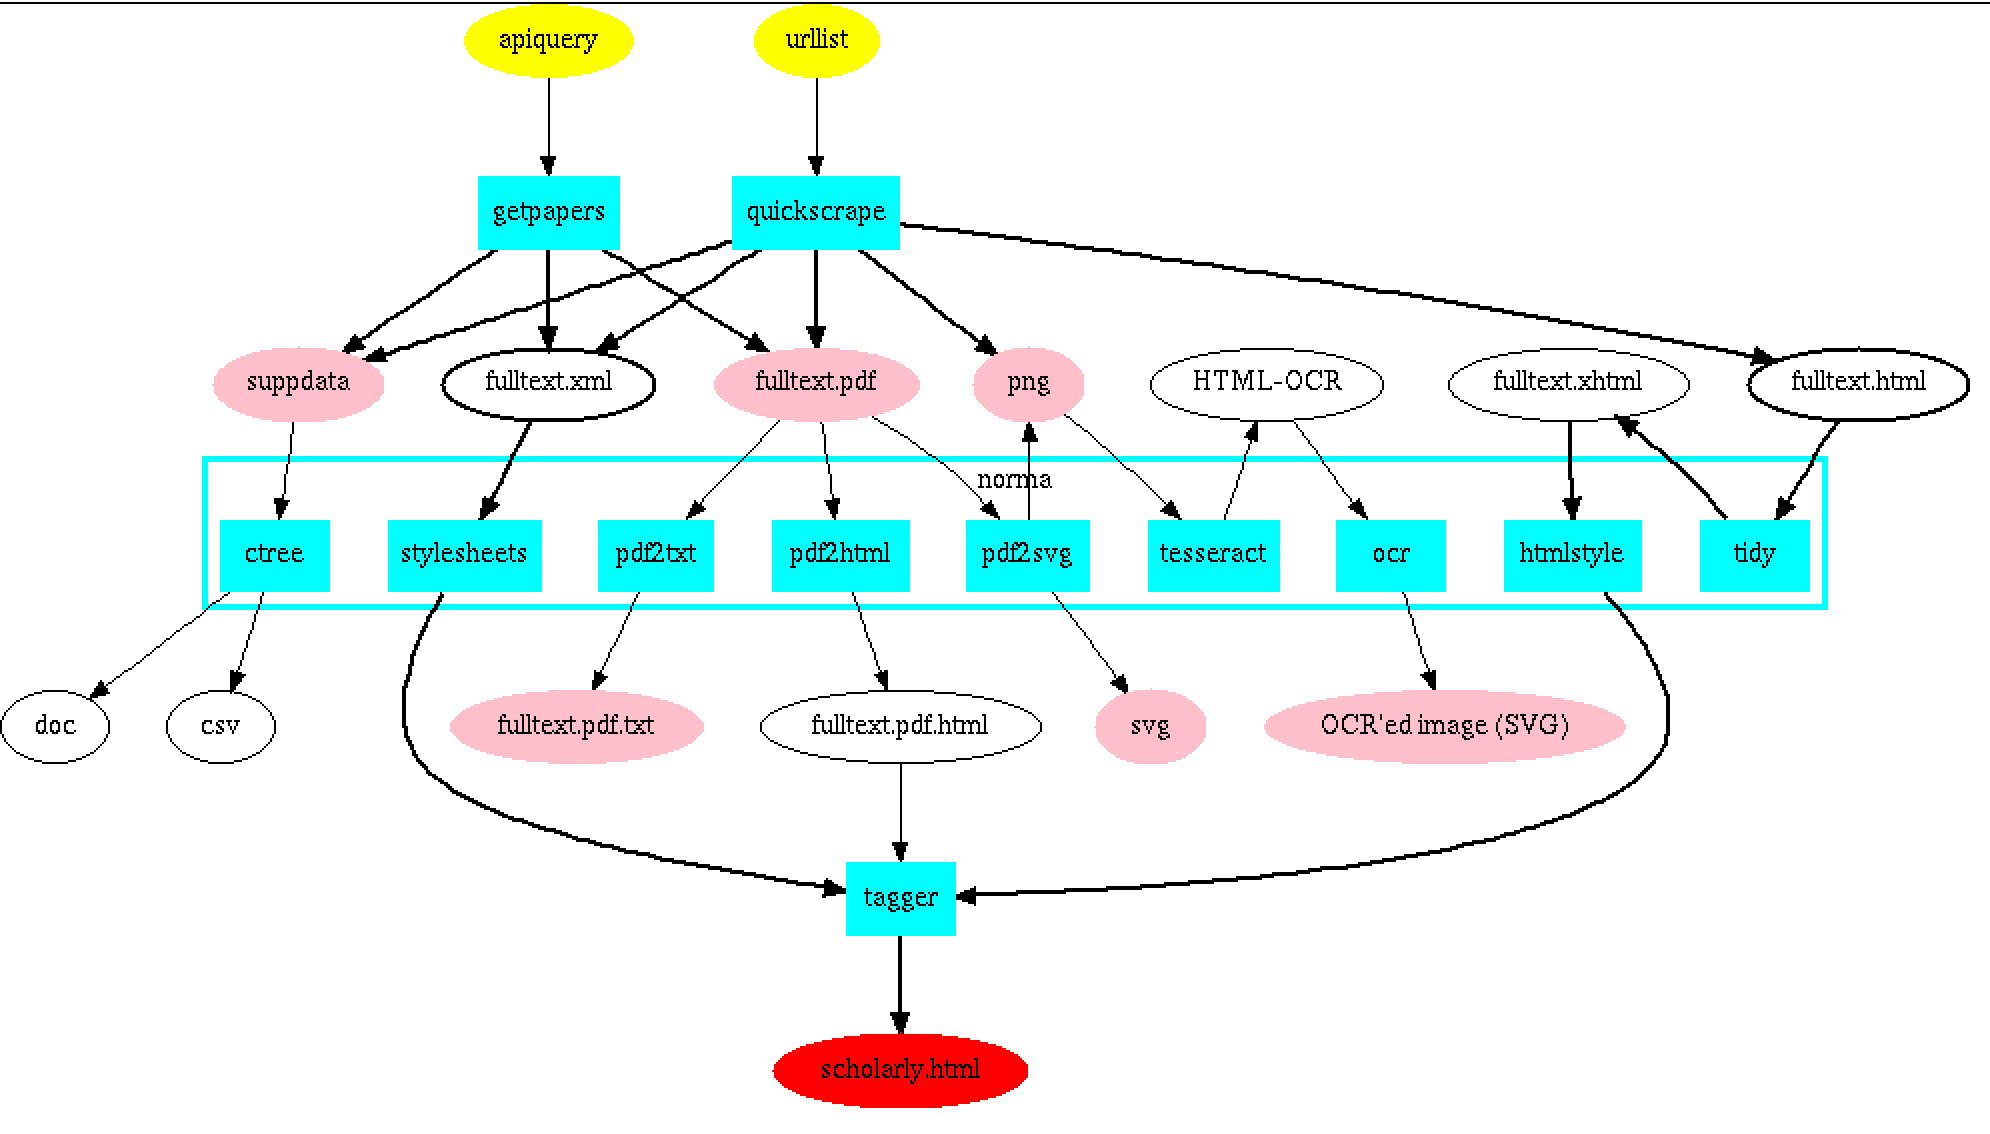 apiquery
urllist
getpapers
quickscrape
suppdata
fulltext.xml
fulltext.pdf
png
HTML-OCR
fulltext.xhtml
fulltext.html
norma
ctree
stylesheets
pdf2txt
pdf2html
pdf2svg
tesseract
ocr
htmlstyle
tidy
doc
csv
fulltext.pdf.txt
fulltext.pdf.html
svg
OCR'ed image (SVG)
tagger
scholarly.html